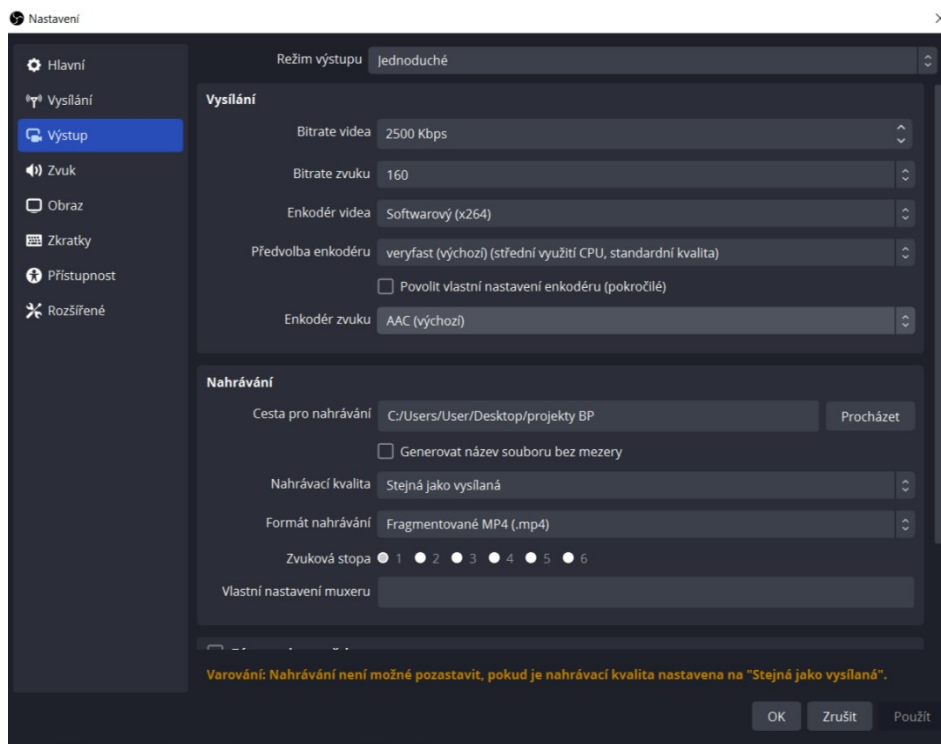 Nastavení
Hlavní
Vysílání
Výstup
Zvuk
Obraz
Zkratky
Přístupnost
Rozšířené
Režim výstupu Jednoduché
Vysílání
Bitrate videa 2500 Kbps
Bitrate zvuku 160
Enkodér videa Softwarový (x264)
Předvolba enkodéru veryfast (výchozí) (střední využití CPU, standardní kvalita)
Povolit vlastní nastavení enkodéru (pokročilé)
Enkodér zvuku AAC (výchozí)
Nahrávání
Cesta pro nahrávání C:/Users/User/Desktop/projekty BP Procházet
Generovat název souboru bez mezery
Nahrávací kvalita Stejná jako vysílaná
Formát nahrávání Fragmentované MP4 (.mp4)
Zvuková stopa 1 2 3 4 5 6
Vlastní nastavení muxeru
Varování: Nahrávání není možné pozastavit, pokud je nahrávací kvalita nastavena na "Stejná jako vysílaná".
OK Zrušit Použít